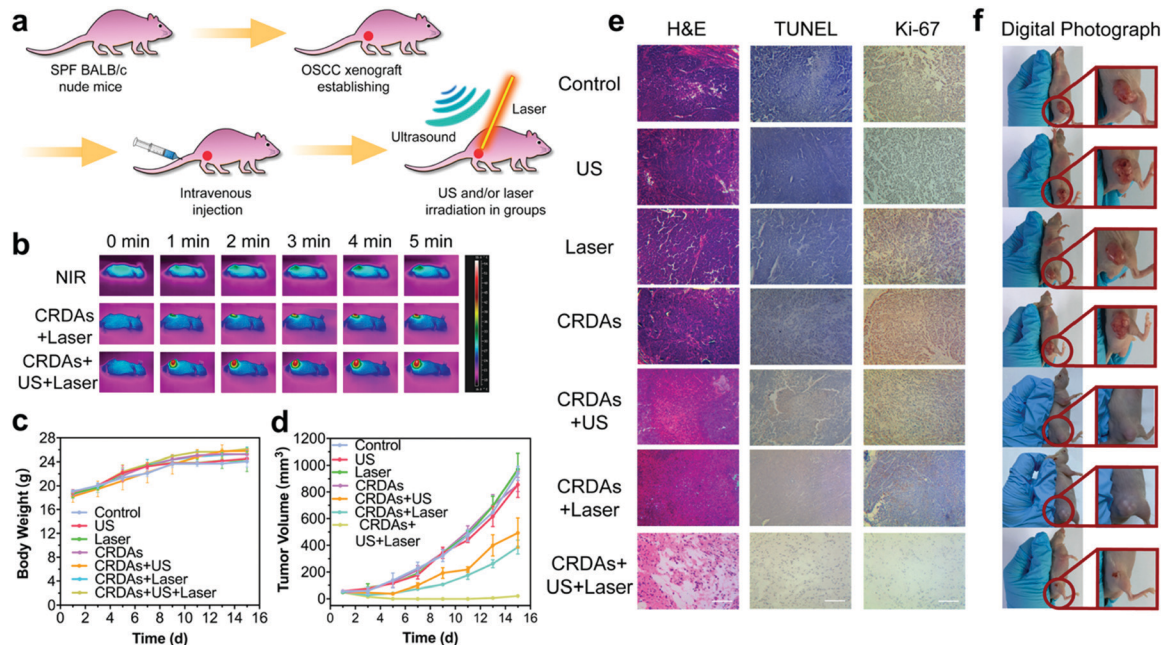 a
SPF BALB/c
nude mice
OSCC xenograft
establishing
Intravenous
injection
Ultrasound
Laser
US and/or laser
irradiation in groups
b
0 min 1 min 2 min 3 min 4 min 5 min
NIR
CRDAs
+Laser
CRDAs+
US+Laser
c
Body Weight (g)
28
24
20
16
12
8
4
0
0 2 4 6 8 10 12 14 16
Time (d)
Control
US
Laser
CRDAs
CRDAs+US
CRDAs+Laser
CRDAs+US+Laser
d
Tumor Volume (mm³)
1200
1000
800
600
400
200
0
0 2 4 6 8 10 12 14 16
Time (d)
Control
US
Laser
CRDAs
CRDAs+US
CRDAs+Laser
CRDAs+
US+Laser
e
H&E TUNEL Ki-67
Control
US
Laser
CRDAs
CRDAs
+US
CRDAs
+Laser
CRDAs+
US+Laser
f
Digital Photograph